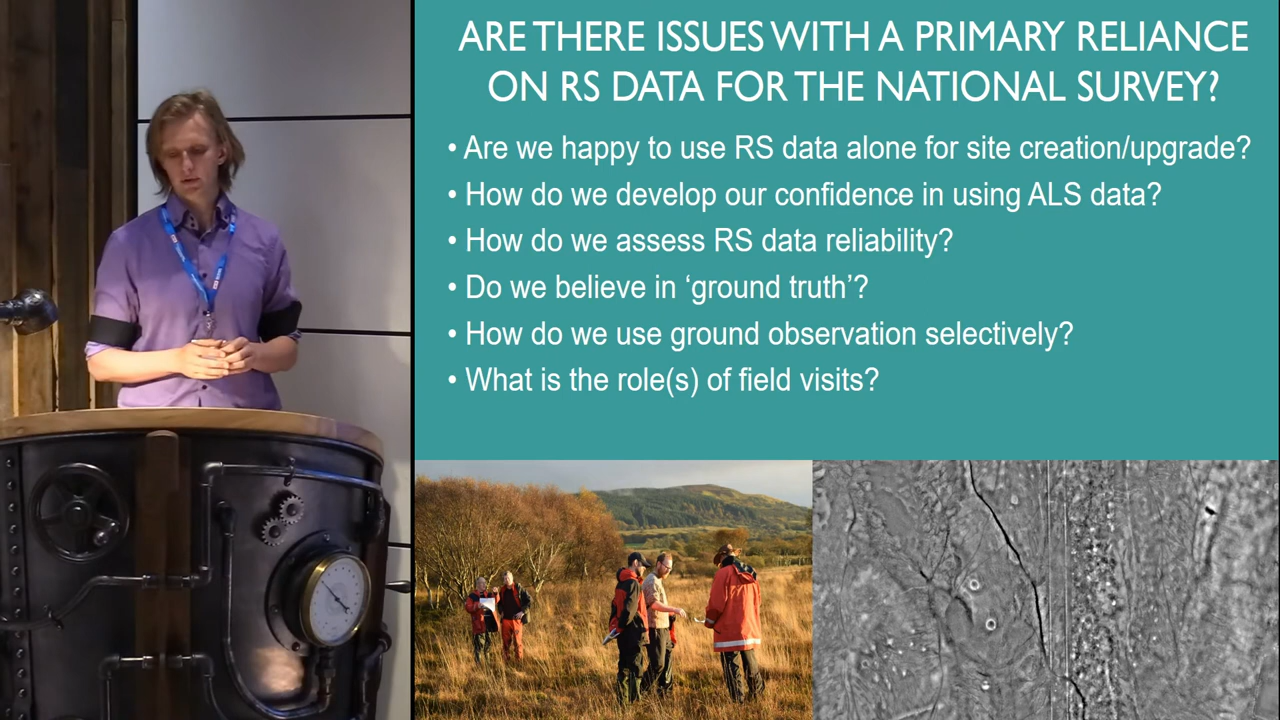 ARE THERE ISSUES WITH A PRIMARY RELIANCE
ON RS DATA FOR THE NATIONAL SURVEY?
• Are we happy to use RS data alone for site creation/upgrade?
• How do we develop our confidence in using ALS data?
• How do we assess RS data reliability?
• Do we believe in ‘ground truth’?
• How do we use ground observation selectively?
• What is the role(s) of field visits?